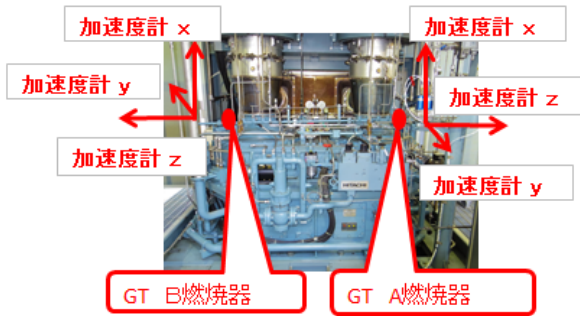 加速度計 x
加速度計 x
加速度計 y
加速度計 z
加速度計 z
加速度計 y
HITACHI
GT B燃焼器
GT A燃焼器